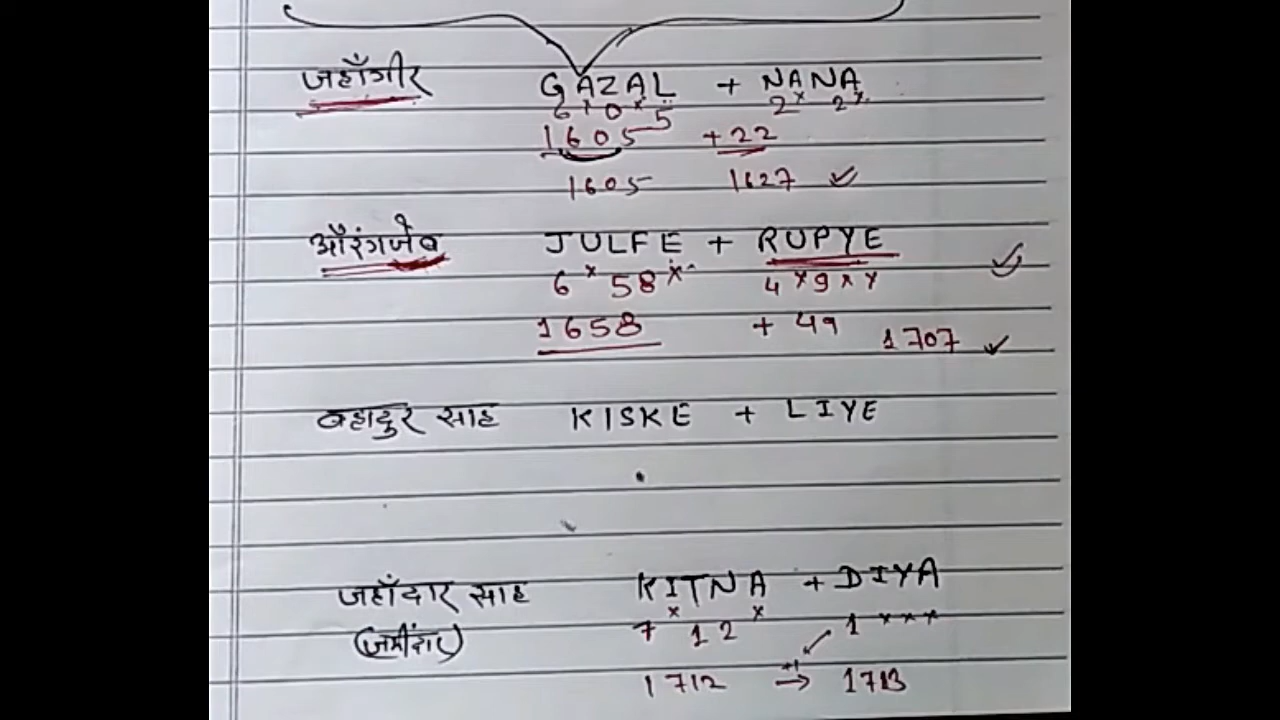 जहाँगीर GAZAL + NANA
6 x 0 x 5 2 x 2 x
1605 + 22
1605 1627 ✓
औरंगजेब JULFE + RUPYE ✓
6 x 58 x 4 x 9 x x
1658 + 49 1707 ✓
बहादुर साह KISKE + LIYE
जहाँदार साह KITNA + DIYA
(जमींदार) 7 x 12 x 1 x x x
1712 +1 → 1713